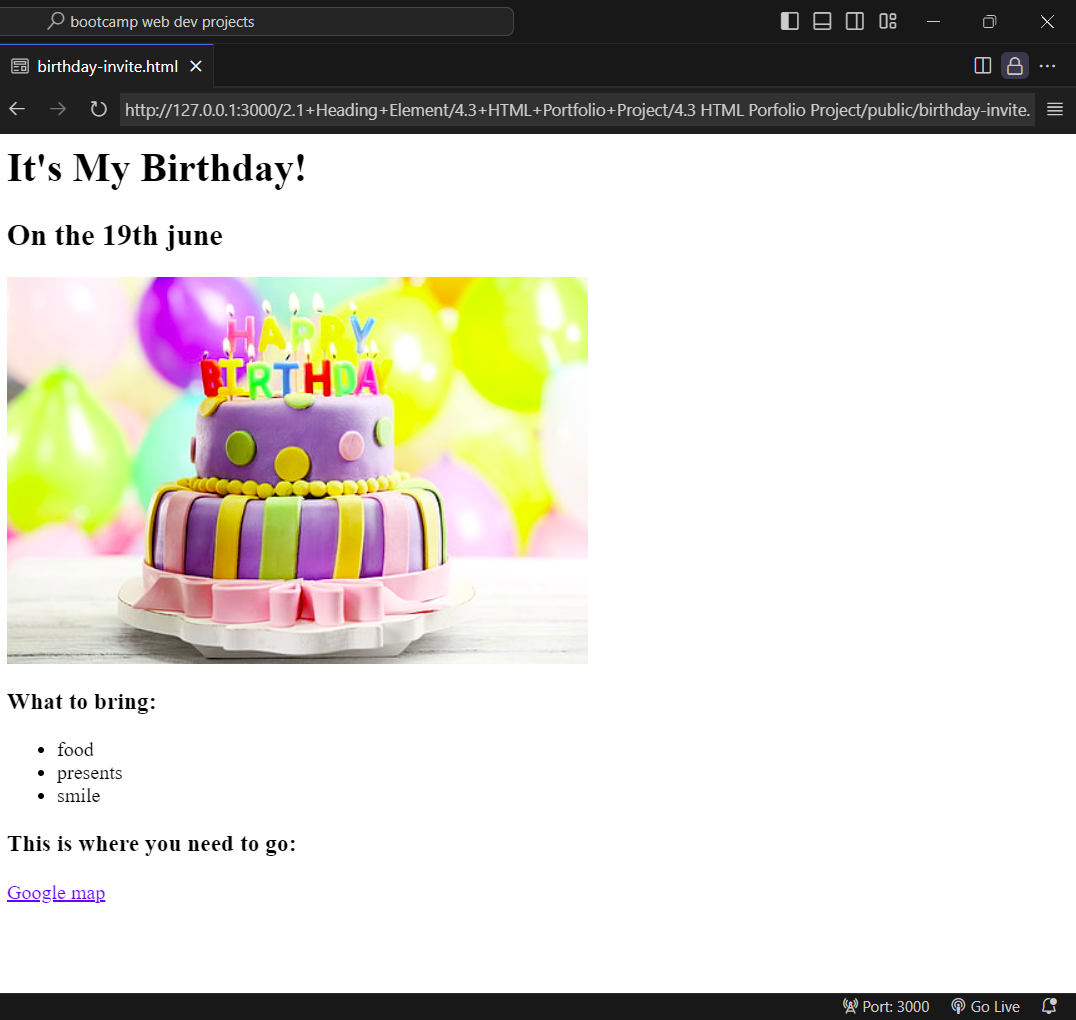 bootcamp web dev projects
birthday-invite.html
http://127.0.0.1:3000/2.1+Heading+Element/4.3+HTML+Portfolio+Project/4.3 HTML Porfolio Project/public/birthday-invite.
It's My Birthday!
On the 19th june
HAPPY
BIRTHDAY
What to bring:
food
presents
smile
This is where you need to go:
Google map
Port: 3000 Go Live